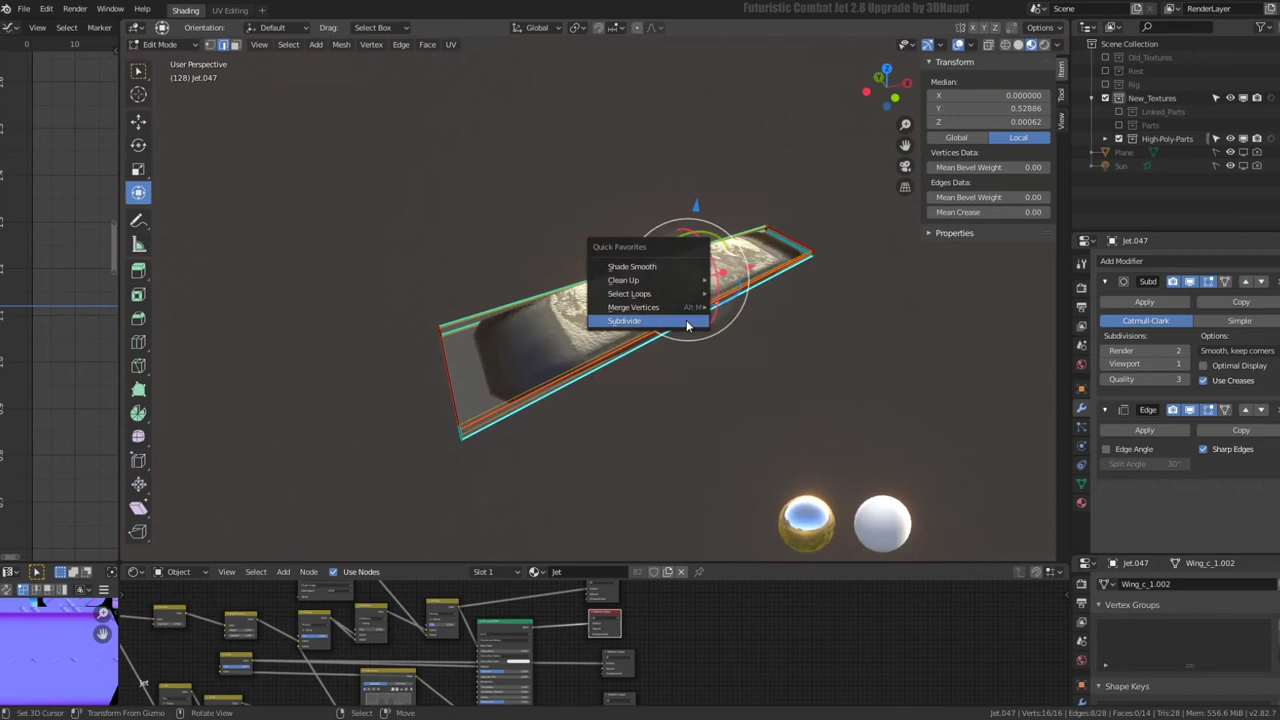 File Edit Render Window Help Shading UV Editing + Futuristic Combat Jet 2.8 Upgrade by 3DHaupt Scene RenderLayer
View Select Marker Orientation: Default Drag: Select Box Global X Y Z Options
0 10 Edit Mode View Select Add Mesh Vertex Edge Face UV
User Perspective
(128) Jet.047
Transform
Median:
X 0.000000
Y 0.52886
Z 0.00062
Global Local
Vertices Data:
Mean Bevel Weight 0.00
Edges Data:
Mean Bevel Weight 0.00
Mean Crease 0.00
Properties
Item
Tool
View
Z
Y
X
Quick Favorites
Shade Smooth
Clean Up
Select Loops
Merge Vertices Alt M
Subdivide
Scene Collection
Old_Textures
Rest
Rig
New_Textures
Linked_Parts
Parts
High-Poly-Parts
Plane
Sun
Jet.047
Add Modifier
Subd
Apply Copy
Catmull-Clark Simple
Subdivisions:
Render 2 Smooth, keep corners
Viewport 1 Optimal Display
Quality 3 Use Creases
Edge
Apply Copy
Edge Angle Sharp Edges
Split Angle 30°
Object View Select Add Node Use Nodes Slot 1 Jet 82
Jet.047 Wing_c_1.002
Wing_c_1.002
Vertex Groups
Shape Keys
Set 3D Cursor Transform From Gizmo Rotate View Select Move Jet.047 | Verts:16/16 | Edges:8/28 | Faces:0/14 | Tris:28 | Mem: 556.6 MiB | v2.82.7